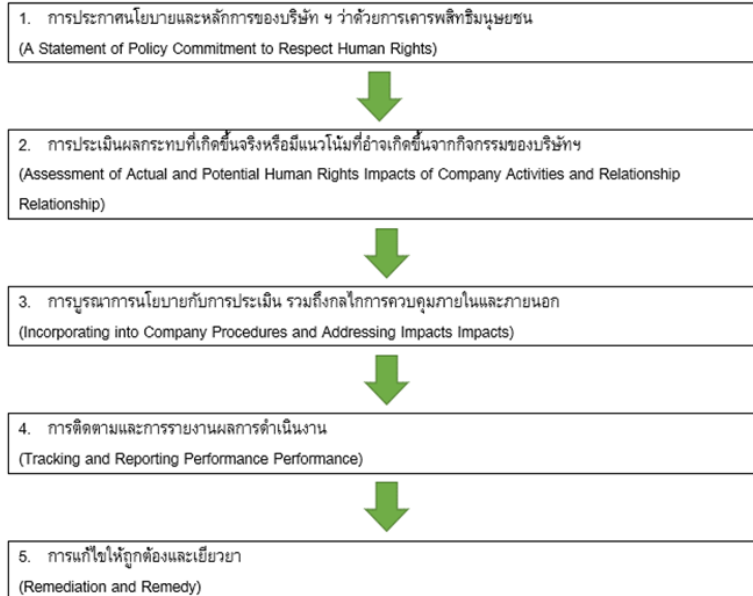 1. การประกาศนโยบายและหลักการของบริษัท ฯ ว่าด้วยการเคารพสิทธิมนุษยชน
(A Statement of Policy Commitment to Respect Human Rights)
2. การประเมินผลกระทบที่เกิดขึ้นจริงหรือมีแนวโน้มที่อำจเกิดขึ้นจากกิจกรรมของบริษัทฯ
(Assessment of Actual and Potential Human Rights Impacts of Company Activities and Relationship
Relationship)
3. การบูรณาการนโยบายกับการประเมิน รวมถึงกลไกการควบคุมภายในและภายนอก
(Incorporating into Company Procedures and Addressing Impacts Impacts)
4. การติดตามและการรายงานผลการดำเนินงาน
(Tracking and Reporting Performance Performance)
5. การแก้ไขให้ถูกต้องและเยียวยา
(Remediation and Remedy)